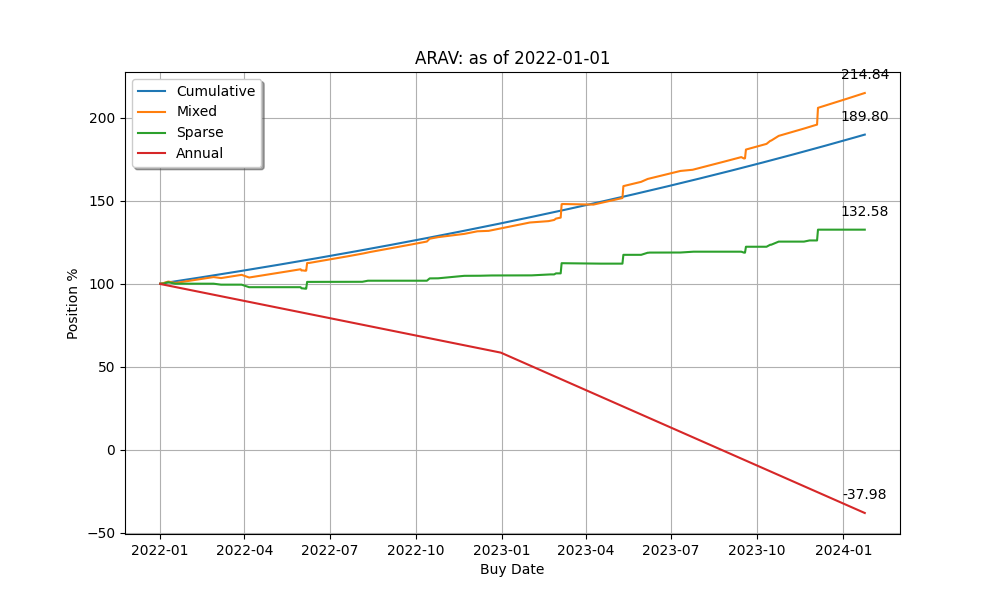 ARAV: as of 2022-01-01
Cumulative
Mixed
Sparse
Annual
214.84
189.80
132.58
-37.98
200
150
100
50
0
−50
Position %
2022-01 2022-04 2022-07 2022-10 2023-01 2023-04 2023-07 2023-10 2024-01
Buy Date